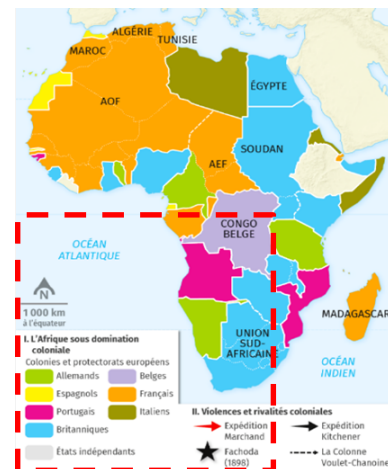 ALGÉRIE
TUNISIE
MAROC
ÉGYPTE
AOF
SOUDAN
AEF
CONGO
BELGE
OCÉAN
ATLANTIQUE
N
1 000 km
à l'équateur
MADAGASCAR
UNION
SUD-
AFRICAINE
OCÉAN
INDIEN
I. L'Afrique sous domination
coloniale
Colonies et protectorats européens
Allemands
Belges
Espagnols
Français
Portugais
Italiens
Britanniques
États indépendants
II. Violences et rivalités coloniales
Expédition
Marchand
Expédition
Kitchener
Fachoda
(1898)
La Colonne
Voulet-Chanoine